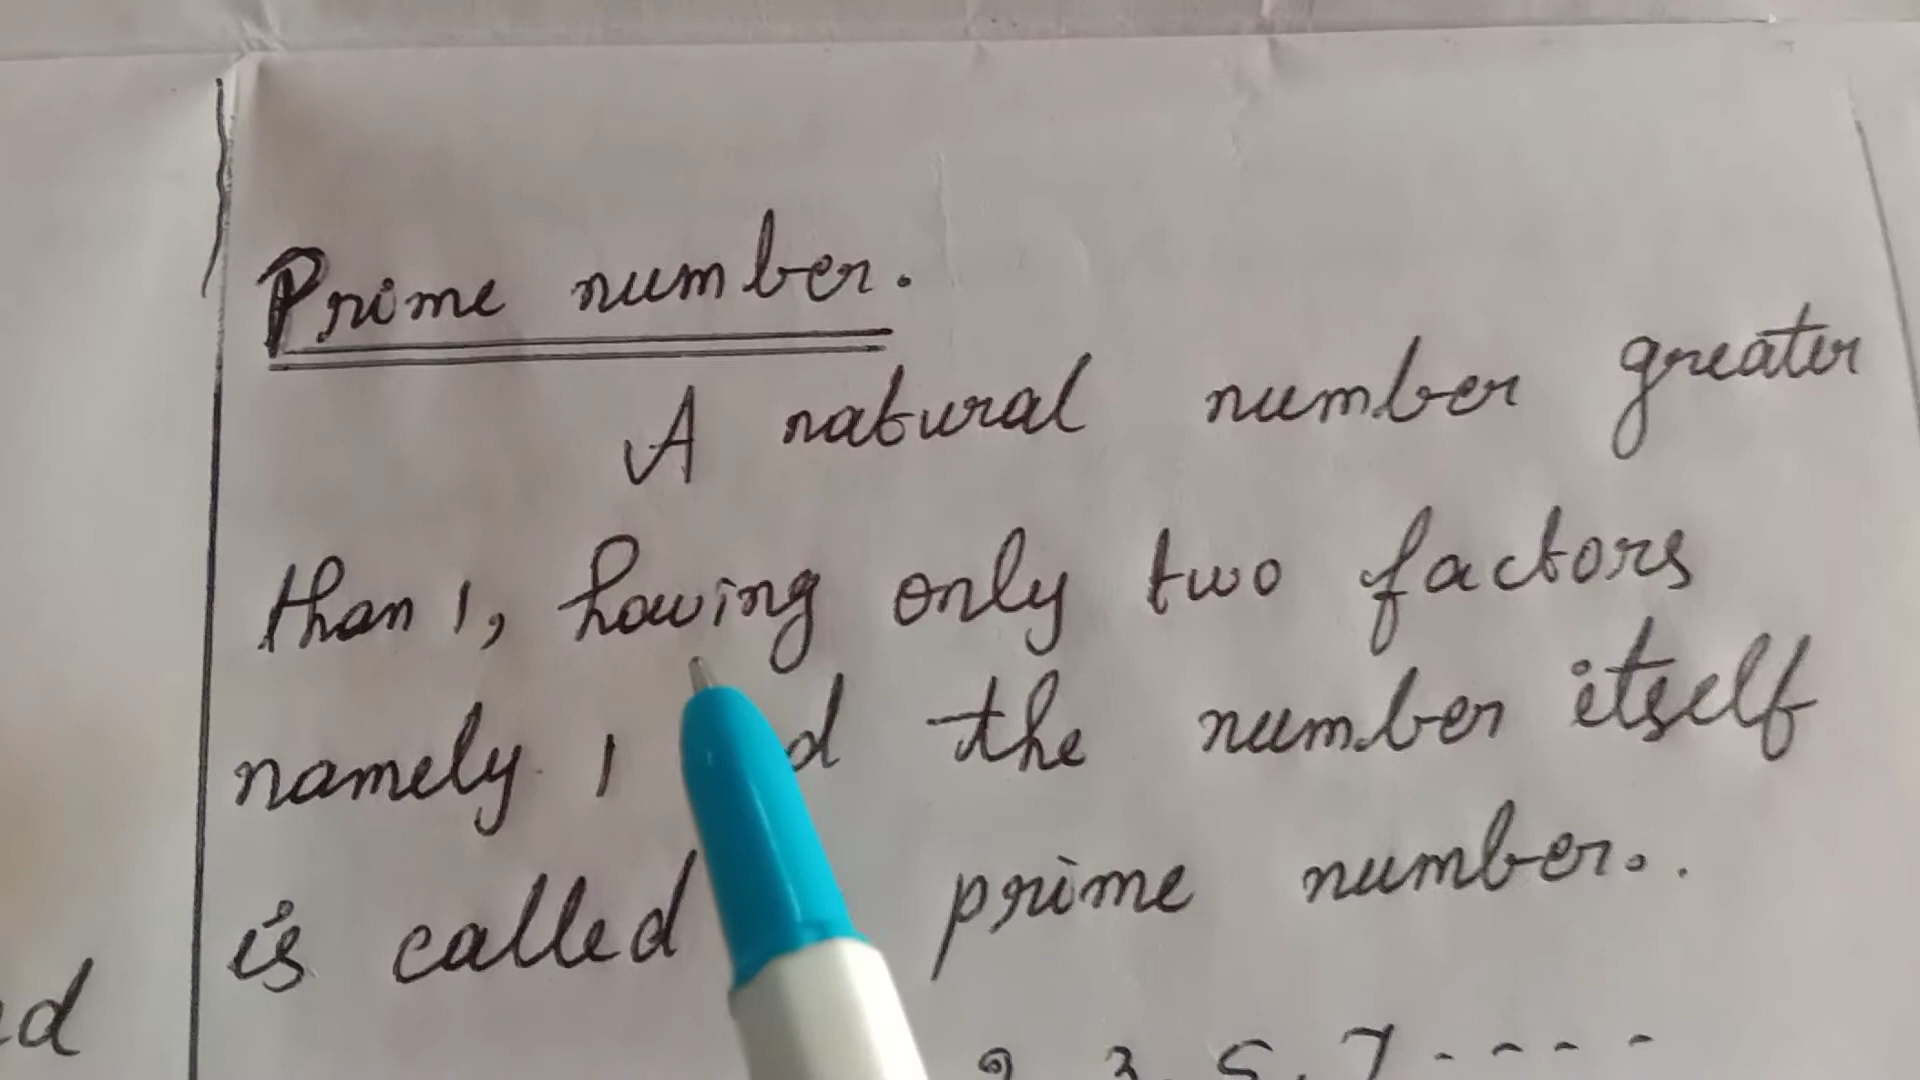 Prime number.
A natural number greater
than 1, having only two factors
namely 1 d the number itself
is called prime number..
2, 3, 5, 7 - - - -
d